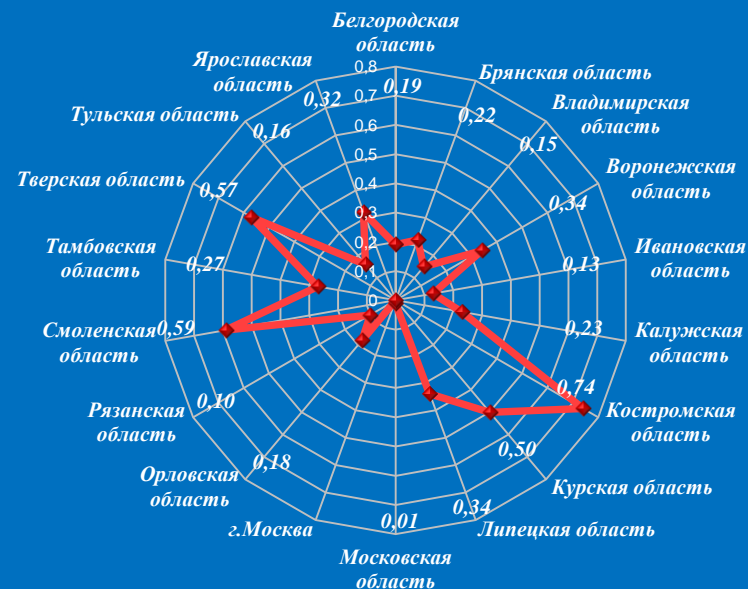 Белгородская
область
Ярославская
область
Брянская область
Владимирская
область
Тульская область
Воронежская
область
Тверская область
Ивановская
область
Тамбовская
область
Калужская
область
Смоленская
область
Костромская
область
Рязанская
область
Курская область
Орловская
область
Липецкая область
г.Москва
Московская
область
0,8
0,7
0,6
0,5
0,4
0,3
0,2
0,1
0
0,19
0,22
0,15
0,34
0,13
0,23
0,74
0,50
0,34
0,01
0,18
0,10
0,59
0,27
0,57
0,16
0,32